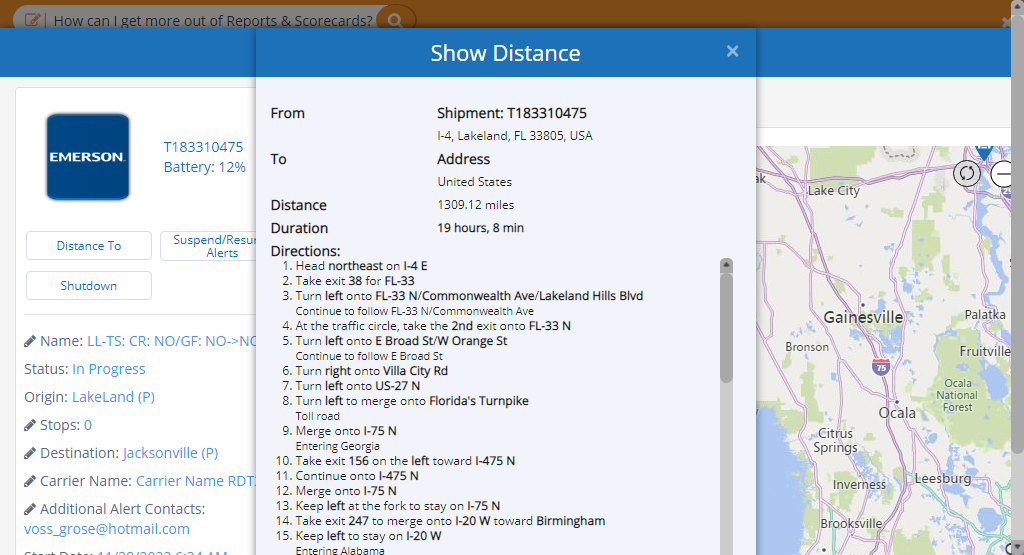 How can I get more out of Reports & Scorecards?
Show Distance
×
EMERSON.
T183310475
Battery: 12%
Distance To
Suspend/Resu
Alerts
Shutdown
Name: LL-TS: CR: NO/GF: NO->NO
Status: In Progress
Origin: LakeLand (P)
Stops: 0
Destination: Jacksonville (P)
Carrier Name: Carrier Name RDT
Additional Alert Contacts:
voss_grose@hotmail.com
Start Date: 11/28/2022 6:24 AM
From Shipment: T183310475
I-4, Lakeland, FL 33805, USA
To Address
United States
Distance 1309.12 miles
Duration 19 hours, 8 min
Directions:
1. Head northeast on I-4 E
2. Take exit 38 for FL-33
3. Turn left onto FL-33 N/Commonwealth Ave/Lakeland Hills Blvd
Continue to follow FL-33 N/Commonwealth Ave
4. At the traffic circle, take the 2nd exit onto FL-33 N
5. Turn left onto E Broad St/W Orange St
Continue to follow E Broad St
6. Turn right onto Villa City Rd
7. Turn left onto US-27 N
8. Turn left to merge onto Florida's Turnpike
Toll road
9. Merge onto I-75 N
Entering Georgia
10. Take exit 156 on the left toward I-475 N
11. Continue onto I-475 N
12. Merge onto I-75 N
13. Keep left at the fork to stay on I-75 N
14. Take exit 247 to merge onto I-20 W toward Birmingham
15. Keep left to stay on I-20 W
Entering Alabama
ak
Lake City
Gainesville
Palatka
Bronson
Fruitville
75
Ocala
National
Forest
Ocala
Citrus
Springs
Inverness
Leesburg
Brooksville